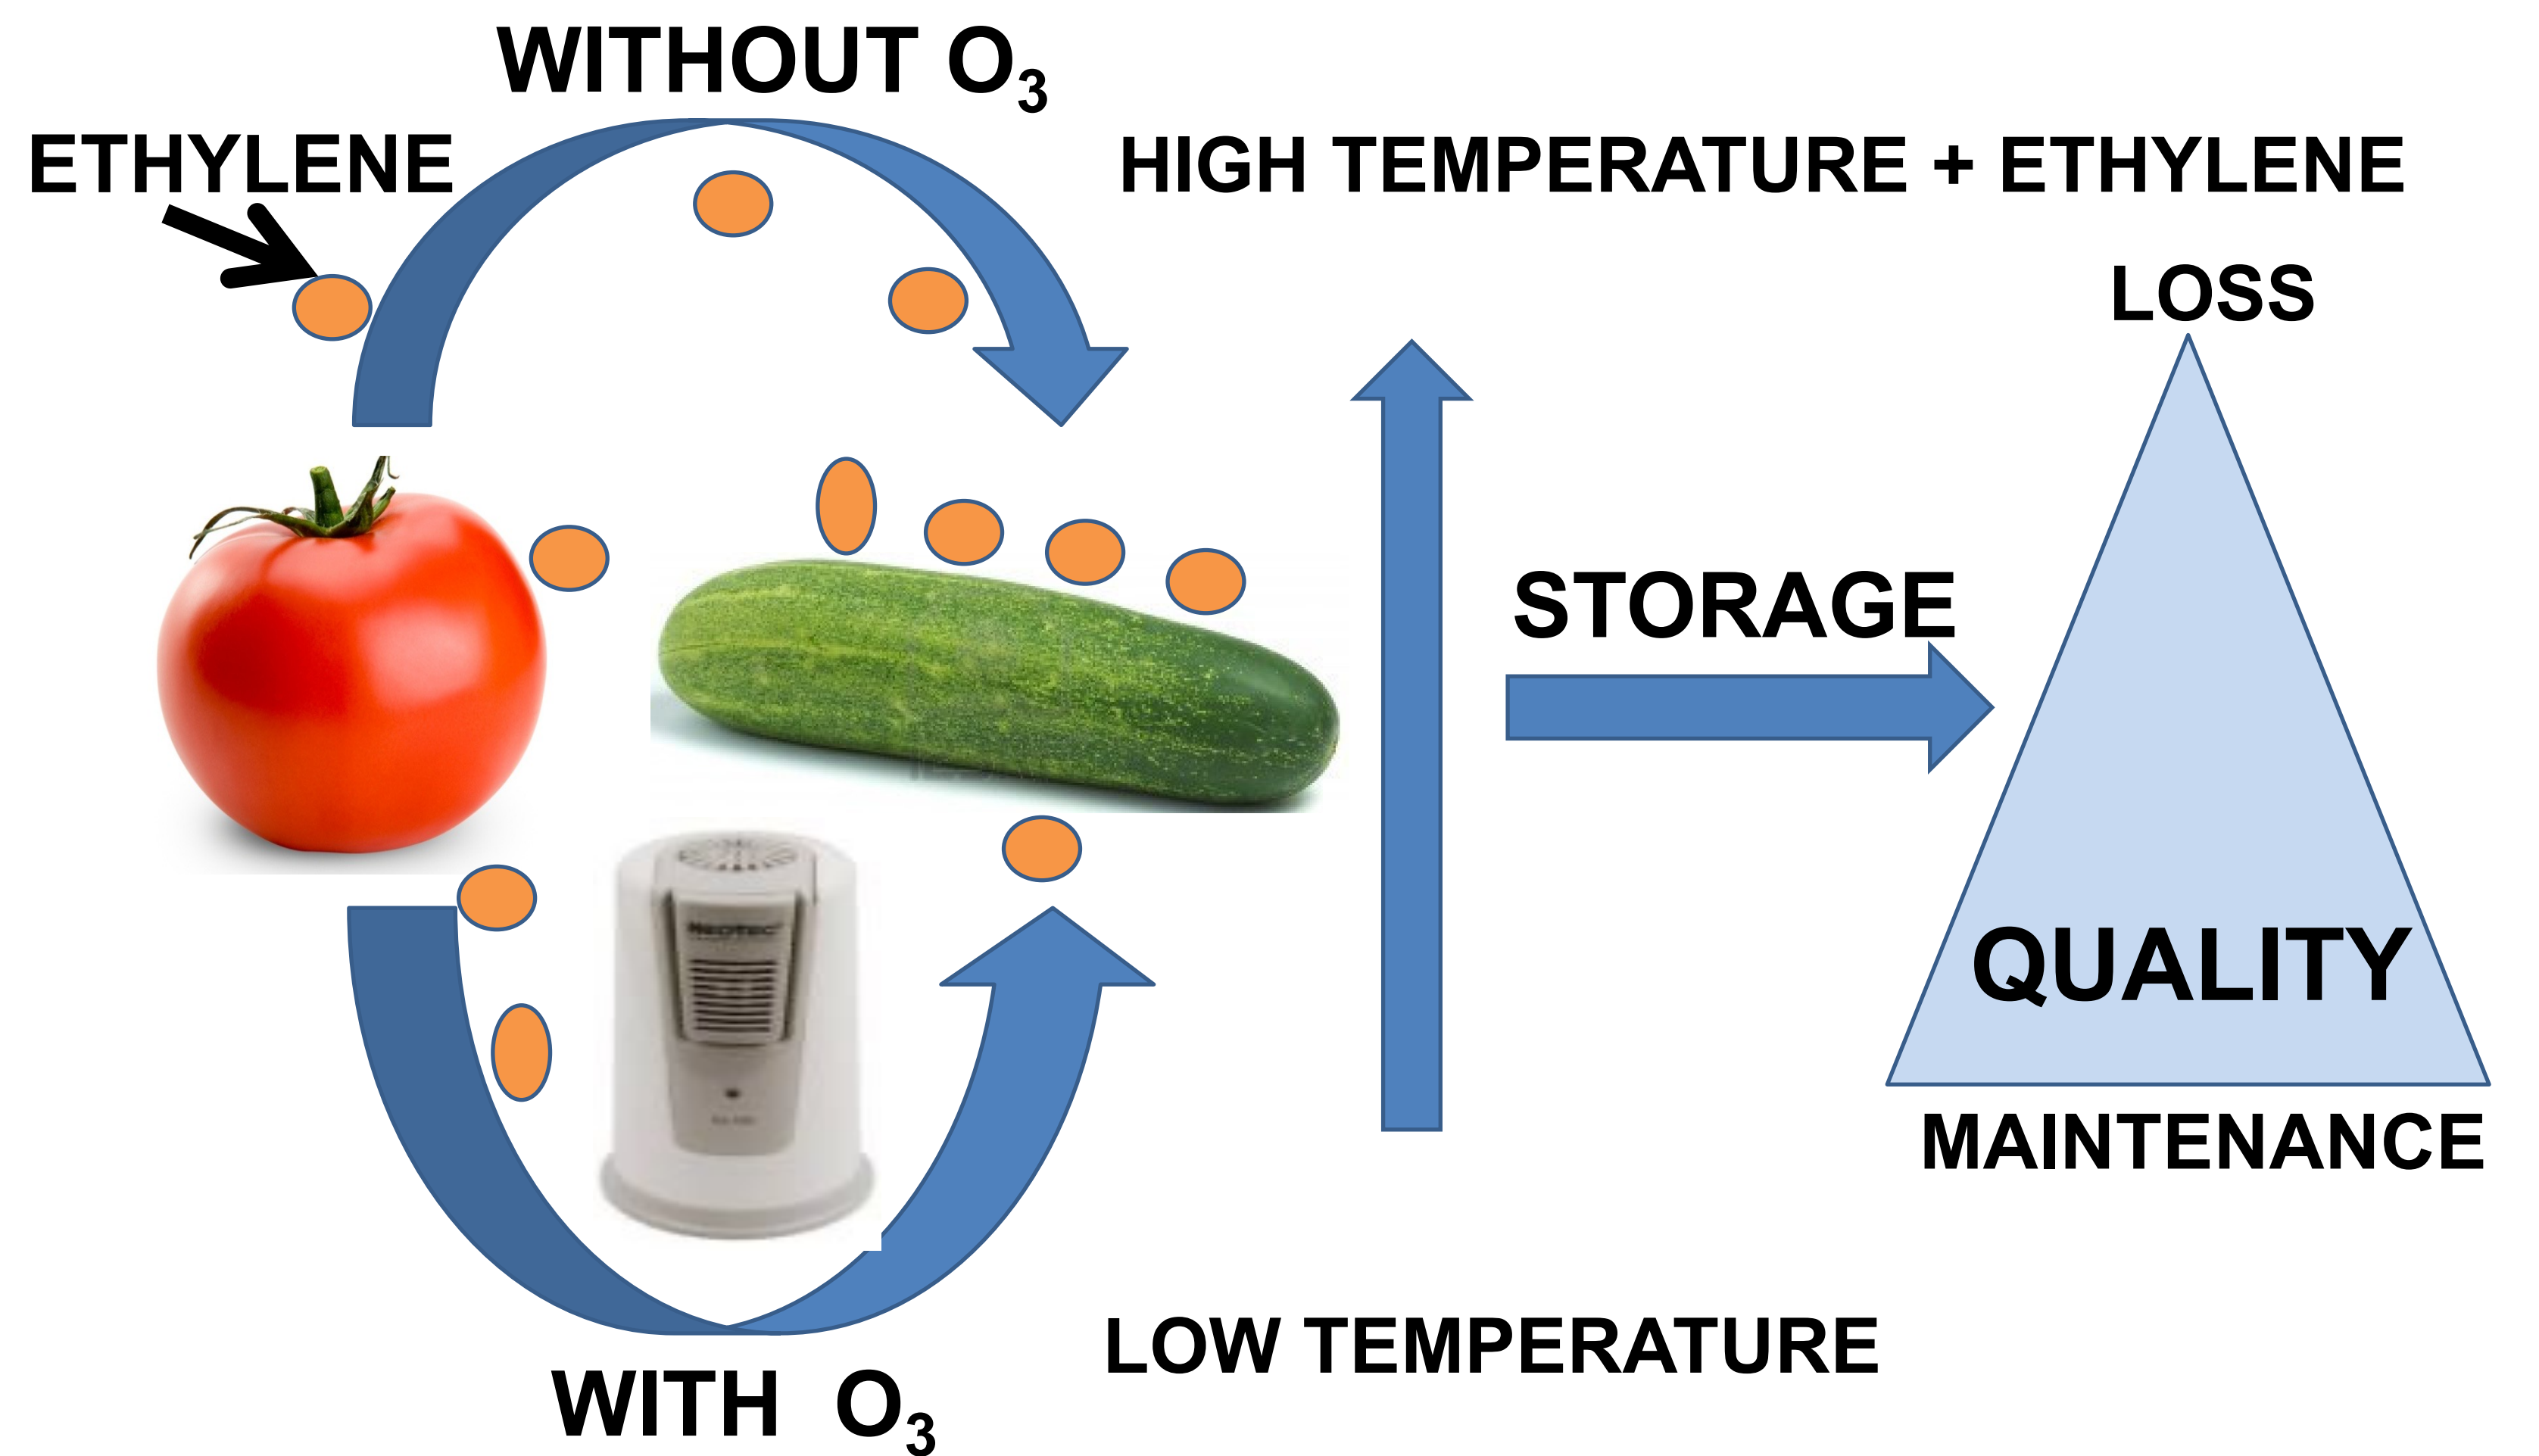 WITHOUT O₃
ETHYLENE
HIGH TEMPERATURE + ETHYLENE
LOSS
STORAGE
QUALITY
MAINTENANCE
LOW TEMPERATURE
WITH O₃